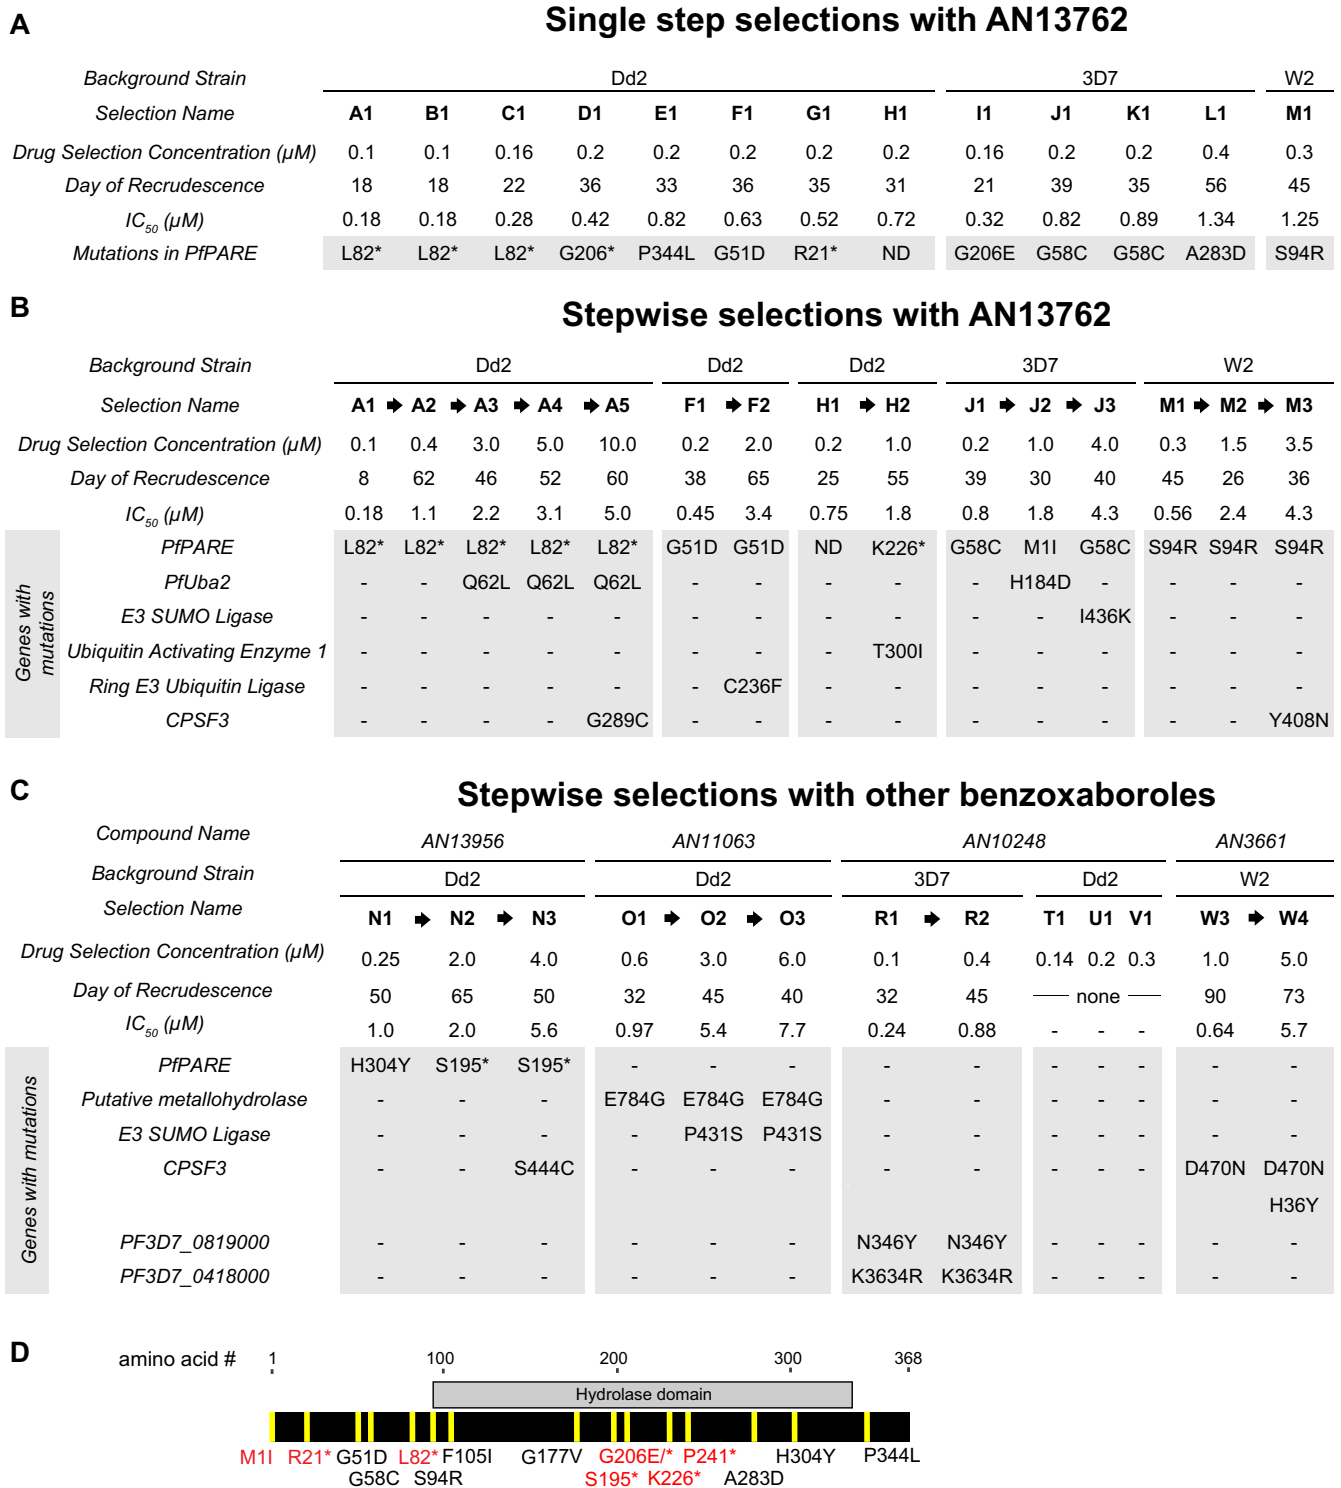 A
Single step selections with AN13762
Background Strain Dd2 3D7 W2
Selection Name A1 B1 C1 D1 E1 F1 G1 H1 I1 J1 K1 L1 M1
Drug Selection Concentration (µM) 0.1 0.1 0.16 0.2 0.2 0.2 0.2 0.2 0.16 0.2 0.2 0.4 0.3
Day of Recrudescence 18 18 22 36 33 36 35 31 21 39 35 56 45
IC50 (µM) 0.18 0.18 0.28 0.42 0.82 0.63 0.52 0.72 0.32 0.82 0.89 1.34 1.25
Mutations in PfPARE L82* L82* L82* G206* P344L G51D R21* ND G206E G58C G58C A283D S94R
B
Stepwise selections with AN13762
Background Strain Dd2 Dd2 Dd2 3D7 W2
Selection Name A1 ➔ A2 ➔ A3 ➔ A4 ➔ A5 F1 ➔ F2 H1 ➔ H2 J1 ➔ J2 ➔ J3 M1 ➔ M2 ➔ M3
Drug Selection Concentration (µM) 0.1 0.4 3.0 5.0 10.0 0.2 2.0 0.2 1.0 0.2 1.0 4.0 0.3 1.5 3.5
Day of Recrudescence 8 62 46 52 60 38 65 25 55 39 30 40 45 26 36
IC50 (µM) 0.18 1.1 2.2 3.1 5.0 0.45 3.4 0.75 1.8 0.8 1.8 4.3 0.56 2.4 4.3
Genes with mutations
PfPARE L82* L82* L82* L82* L82* G51D G51D ND K226* G58C M1I G58C S94R S94R S94R
PfUba2 - - Q62L Q62L Q62L - - - - - H184D - - - -
E3 SUMO Ligase - - - - - - - - - - - I436K - - -
Ubiquitin Activating Enzyme 1 - - - - - - - - T300I - - - - - -
Ring E3 Ubiquitin Ligase - - - - - - C236F - - - - - - - -
CPSF3 - - - - G289C - - - - - - - - - Y408N
C
Stepwise selections with other benzoxaboroles
Compound Name AN13956 AN11063 AN10248 AN3661
Background Strain Dd2 Dd2 3D7 Dd2 W2
Selection Name N1 ➔ N2 ➔ N3 O1 ➔ O2 ➔ O3 R1 ➔ R2 T1 U1 V1 W3 ➔ W4
Drug Selection Concentration (µM) 0.25 2.0 4.0 0.6 3.0 6.0 0.1 0.4 0.14 0.2 0.3 1.0 5.0
Day of Recrudescence 50 65 50 32 45 40 32 45 none 90 73
IC50 (µM) 1.0 2.0 5.6 0.97 5.4 7.7 0.24 0.88 - - - 0.64 5.7
Genes with mutations
PfPARE H304Y S195* S195* - - - - - - - - - -
Putative metallohydrolase - - - E784G E784G E784G - - - - - - -
E3 SUMO Ligase - - - - P431S P431S - - - - - - -
CPSF3 - - S444C - - - - - - - - D470N D470N
H36Y
PF3D7_0819000 - - - - - - N346Y N346Y - - - - -
PF3D7_0418000 - - - - - - K3634R K3634R - - - - -
D
amino acid # 1 100 200 300 368
Hydrolase domain
M1I R21* G51D L82* F105I G177V G206E/* P241* H304Y P344L
G58C S94R S195* K226* A283D